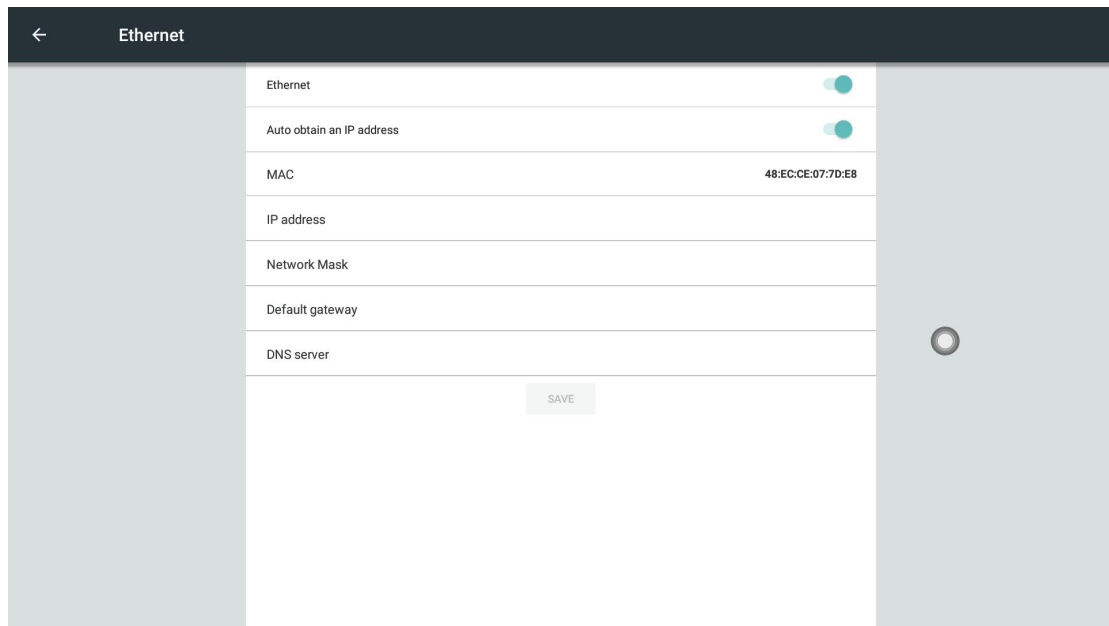 Ethernet
Ethernet
Auto obtain an IP address
MAC 48:EC:CE:07:7D:E8
IP address
Network Mask
Default gateway
DNS server
SAVE